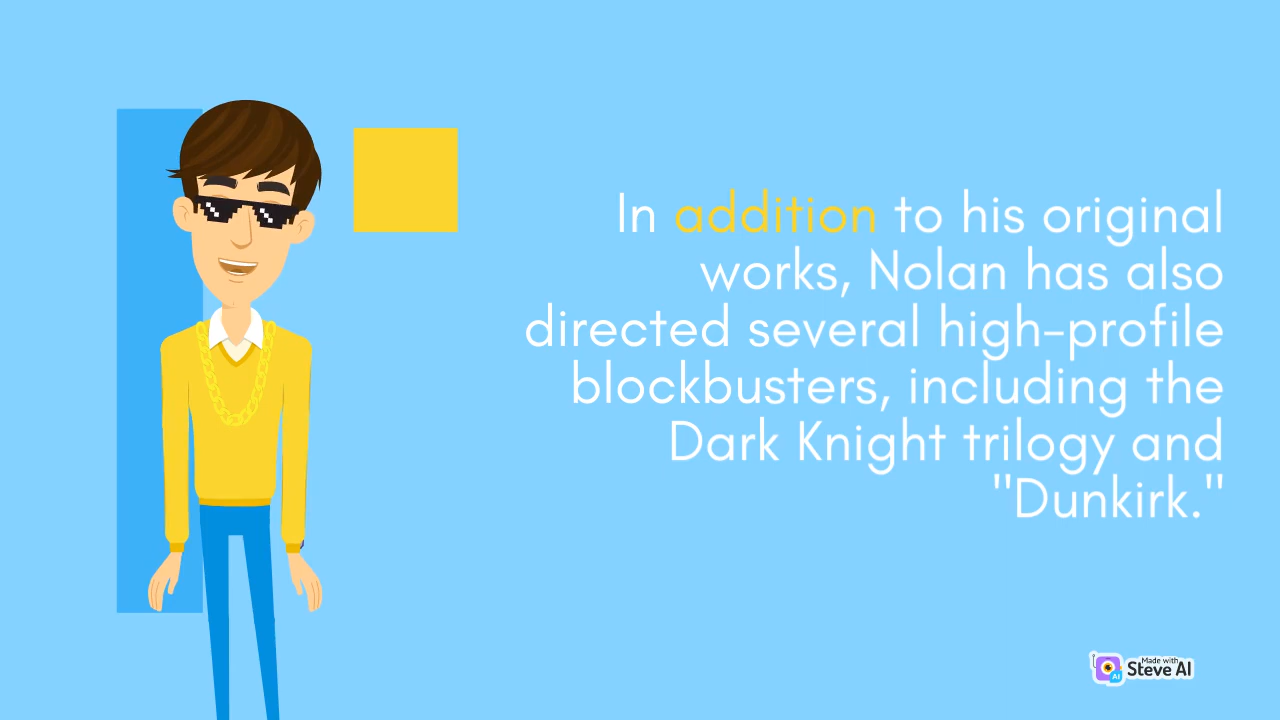 In addition to his original
works, Nolan has also
directed several high-profile
blockbusters, including the
Dark Knight trilogy and
"Dunkirk."
Made with
Steve AI
AI